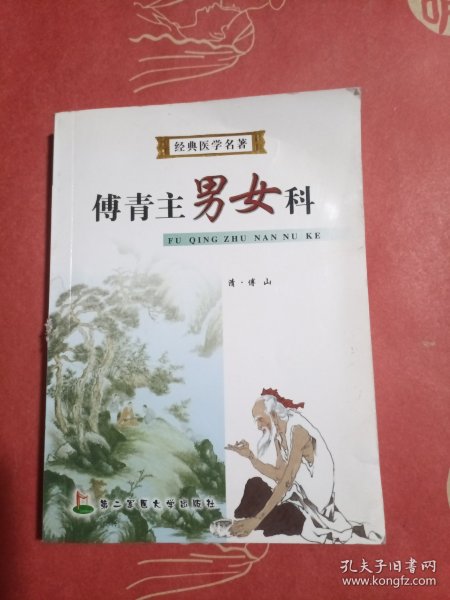 经典医学名著
傅青主男女科
FU QING ZHU NAN NU KE
清·傅山
第二军医大学出版社
孔夫子旧书网
www.kongfz.com